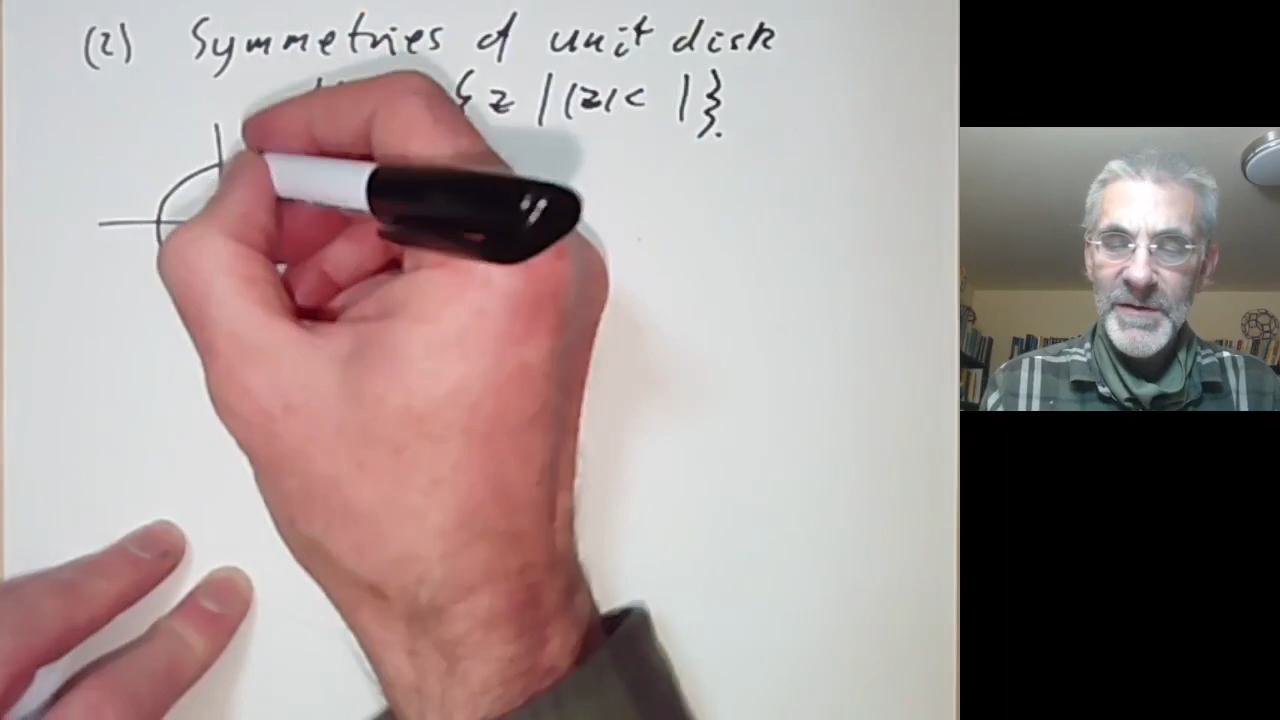 (2) Symmetries of unit disk
{z | |z| < 1}.